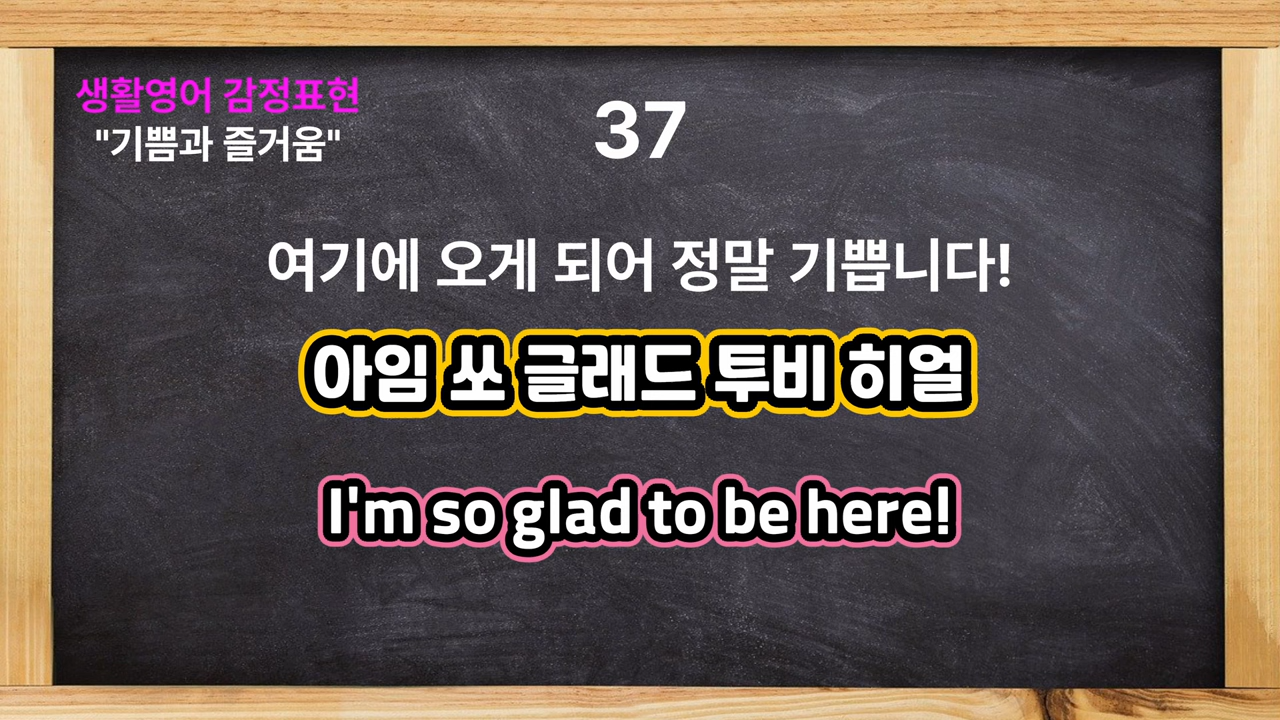 생활영어 감정표현
"기쁨과 즐거움"
37
여기에 오게 되어 정말 기쁩니다!
아임 쏘 글래드 투비 히얼
I'm so glad to be here!